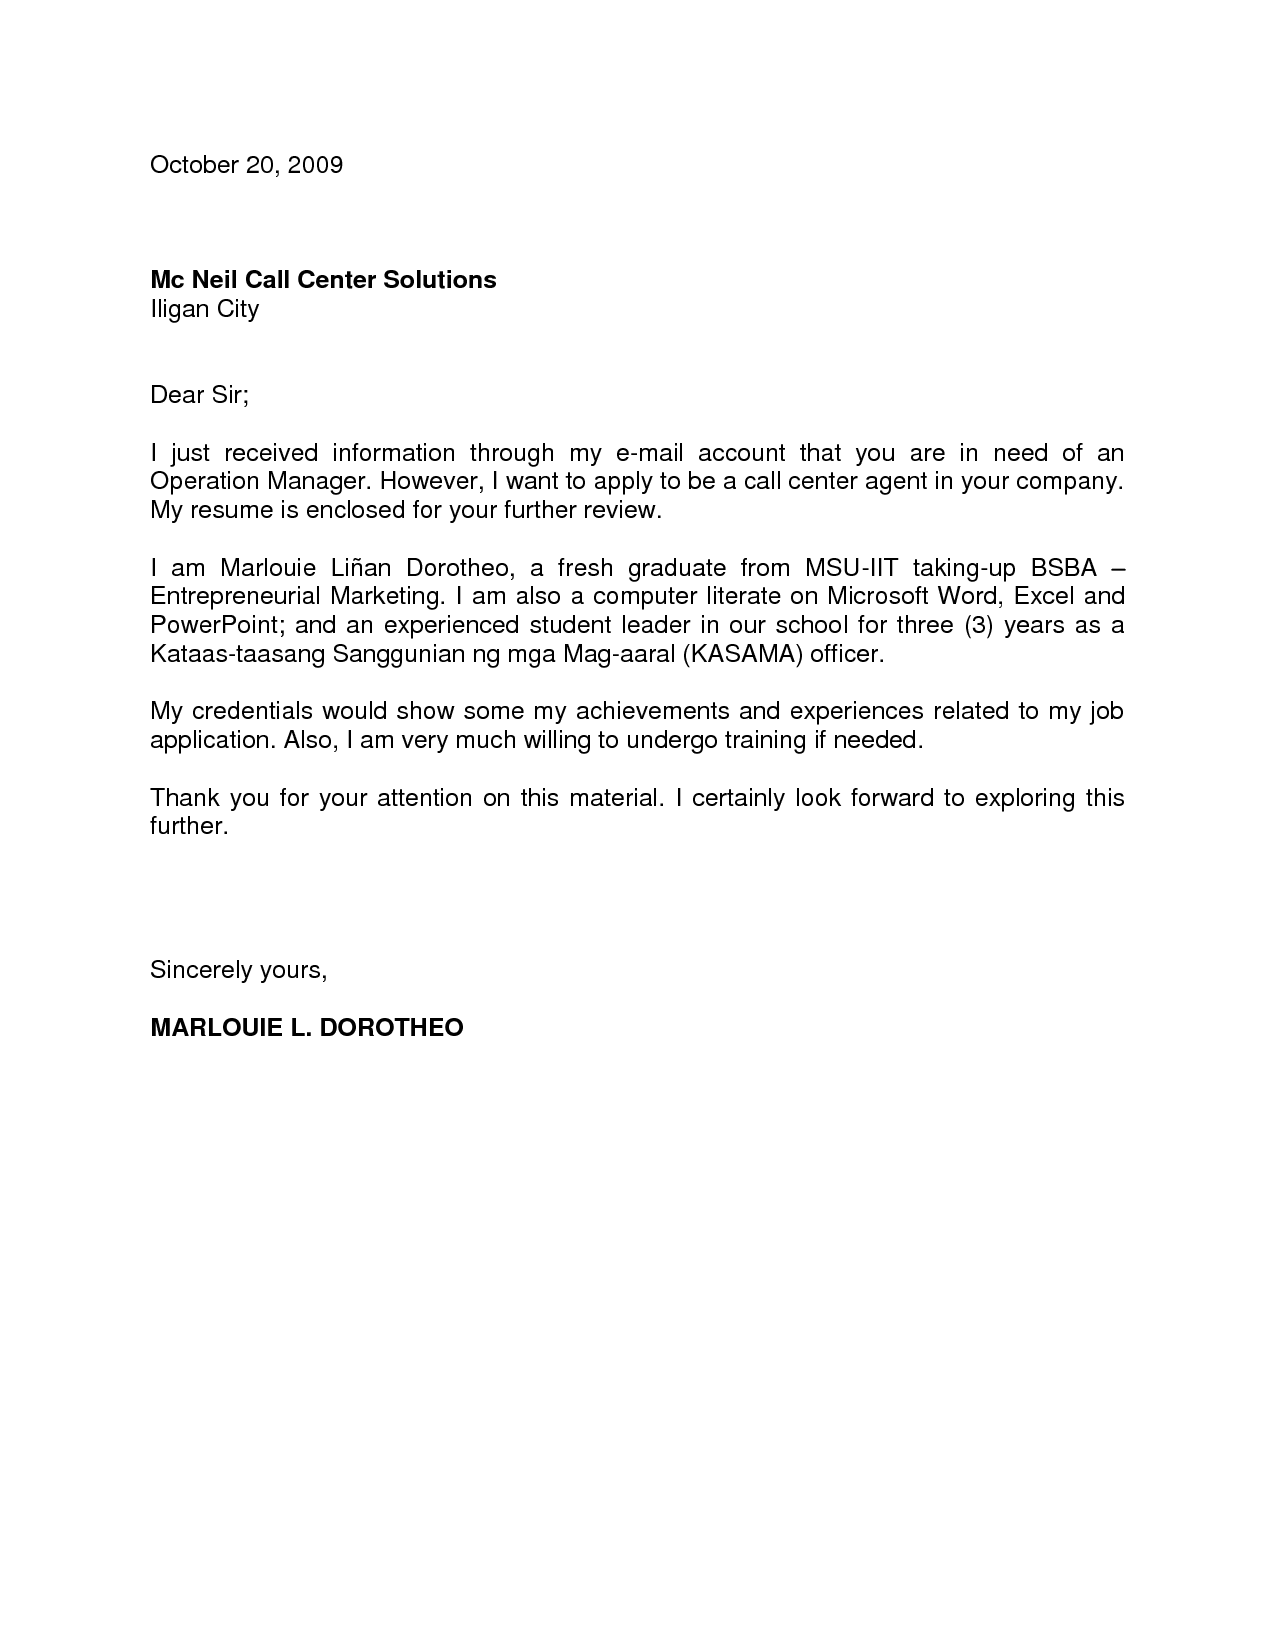 October 20, 2009
Mc Neil Call Center Solutions
Iligan City
Dear Sir;
I just received information through my e-mail account that you are in need of an
Operation Manager. However, I want to apply to be a call center agent in your company.
My resume is enclosed for your further review.
I am Marlouie Liñan Dorotheo, a fresh graduate from MSU-IIT taking-up BSBA –
Entrepreneurial Marketing. I am also a computer literate on Microsoft Word, Excel and
PowerPoint; and an experienced student leader in our school for three (3) years as a
Kataas-taasang Sanggunian ng mga Mag-aaral (KASAMA) officer.
My credentials would show some my achievements and experiences related to my job
application. Also, I am very much willing to undergo training if needed.
Thank you for your attention on this material. I certainly look forward to exploring this
further.
Sincerely yours,
MARLOUIE L. DOROTHEO